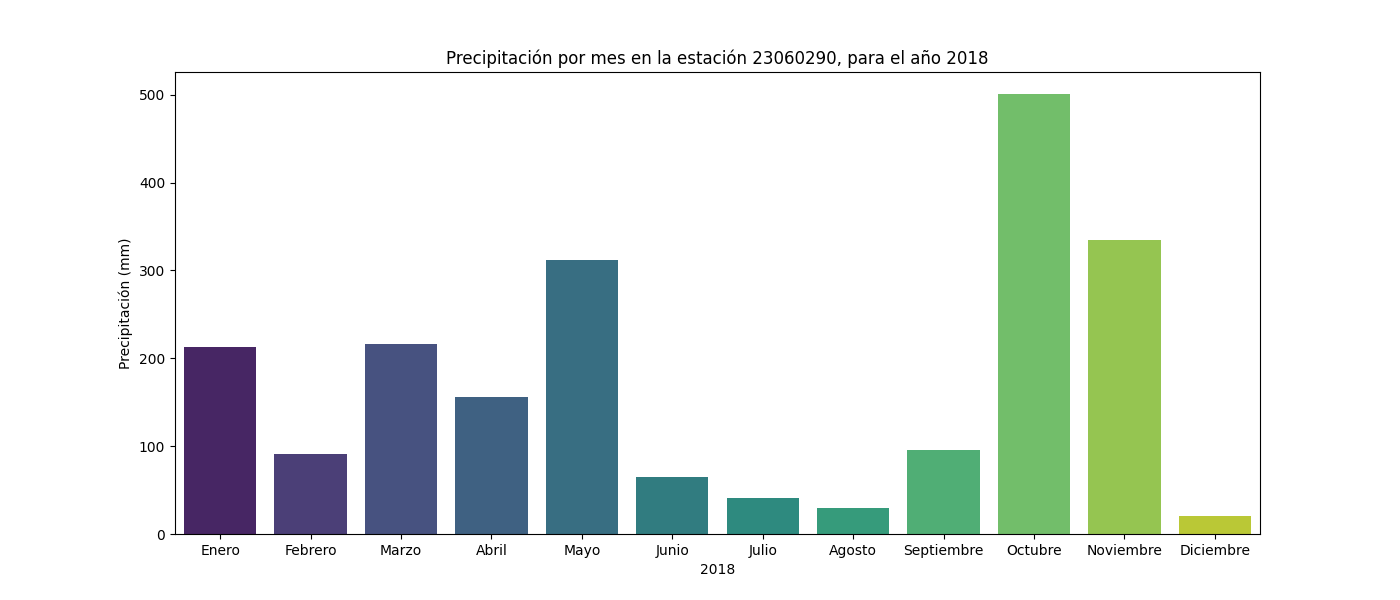 Precipitación por mes en la estación 23060290, para el año 2018
Precipitación (mm)
500
400
300
200
100
0
Enero Febrero Marzo Abril Mayo Junio Julio Agosto Septiembre Octubre Noviembre Diciembre
2018